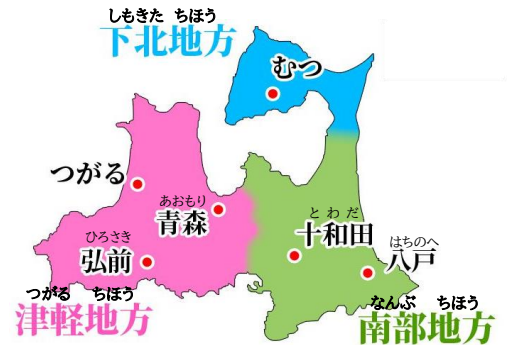 しもきた ちほう
下北地方
むつ
つがる
あおもり
青森
とわだ
十和田
ひろさき
弘前
はちのへ
八戸
つがる ちほう
津軽地方
なんぶ ちほう
南部地方